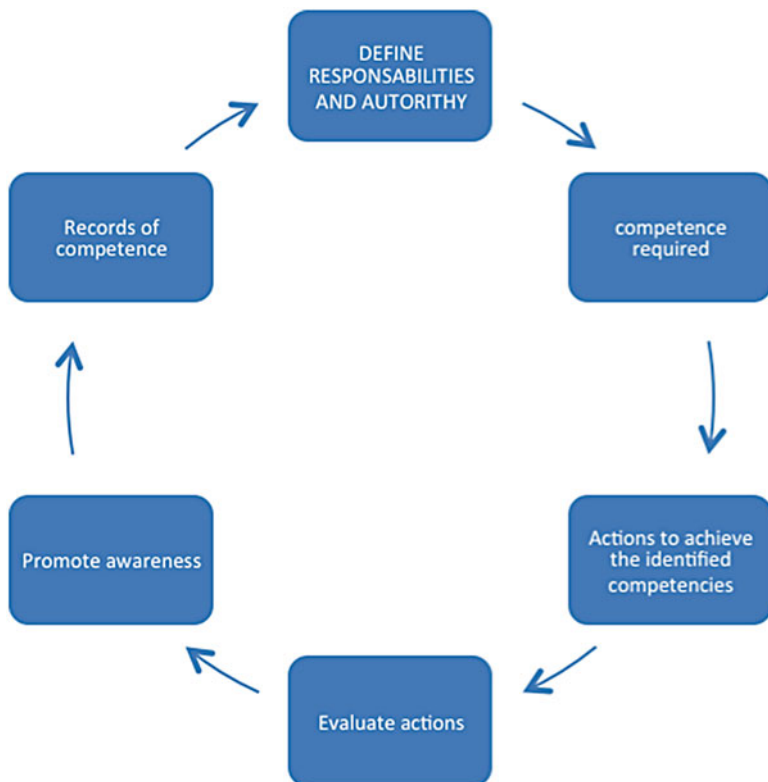 DEFINE
RESPONSABILITIES
AND AUTORITHY
competence
required
Actions to achieve
the identified
competencies
Evaluate actions
Promote awareness
Records of
competence